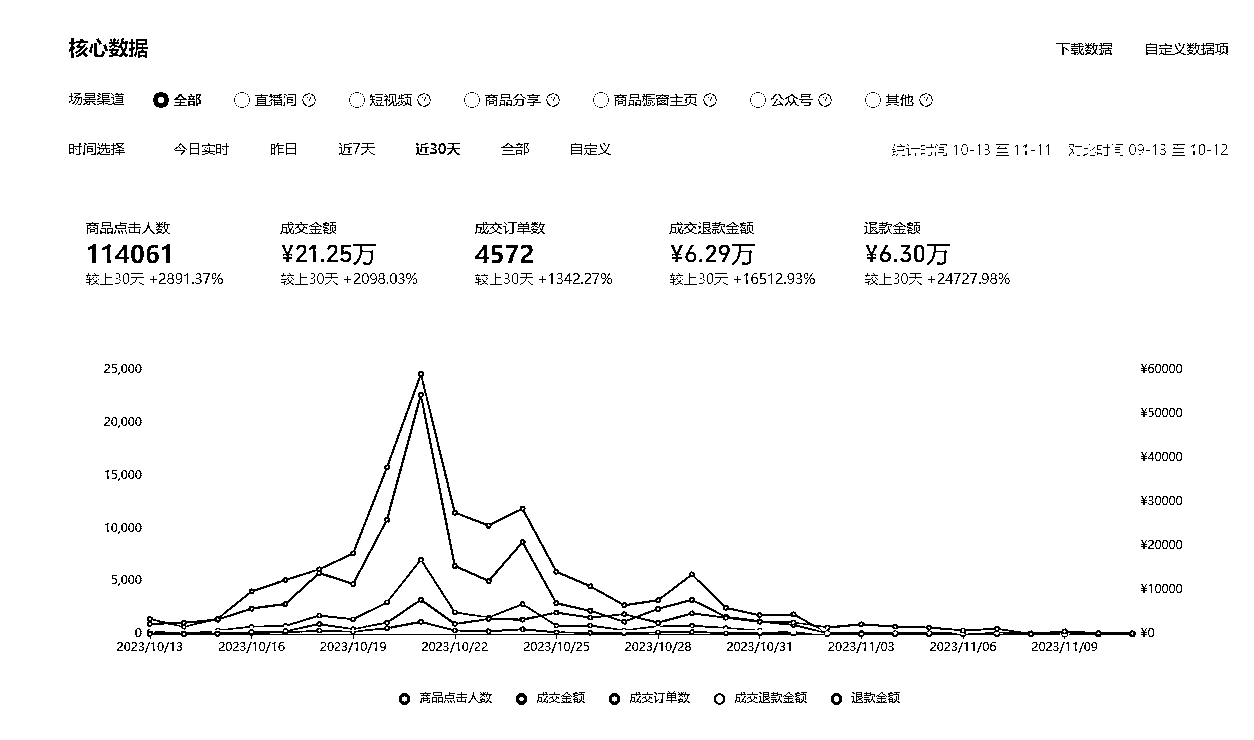 核心数据 下载数据 自定义数据项
场景渠道 全部 直播间 ? 短视频 ? 商品分享 ? 商品橱窗主页 ? 公众号 ? 其他 ?
时间选择 今日实时 昨日 近7天 近30天 全部 自定义 统计时间 10-13 至 11-11 对比时间 09-13 至 10-12
商品点击人数 成交金额 成交订单数 成交退款金额 退款金额
114061 ¥21.25万 4572 ¥6.29万 ¥6.30万
较上30天 +2891.37% 较上30天 +2098.03% 较上30天 +1342.27% 较上30天 +16512.93% 较上30天 +24727.98%
25,000 ¥60000
20,000 ¥50000
15,000 ¥40000
10,000 ¥30000
5,000 ¥20000
0 ¥10000
¥0
2023/10/13 2023/10/16 2023/10/19 2023/10/22 2023/10/25 2023/10/28 2023/10/31 2023/11/03 2023/11/06 2023/11/09
商品点击人数 成交金额 成交订单数 成交退款金额 退款金额